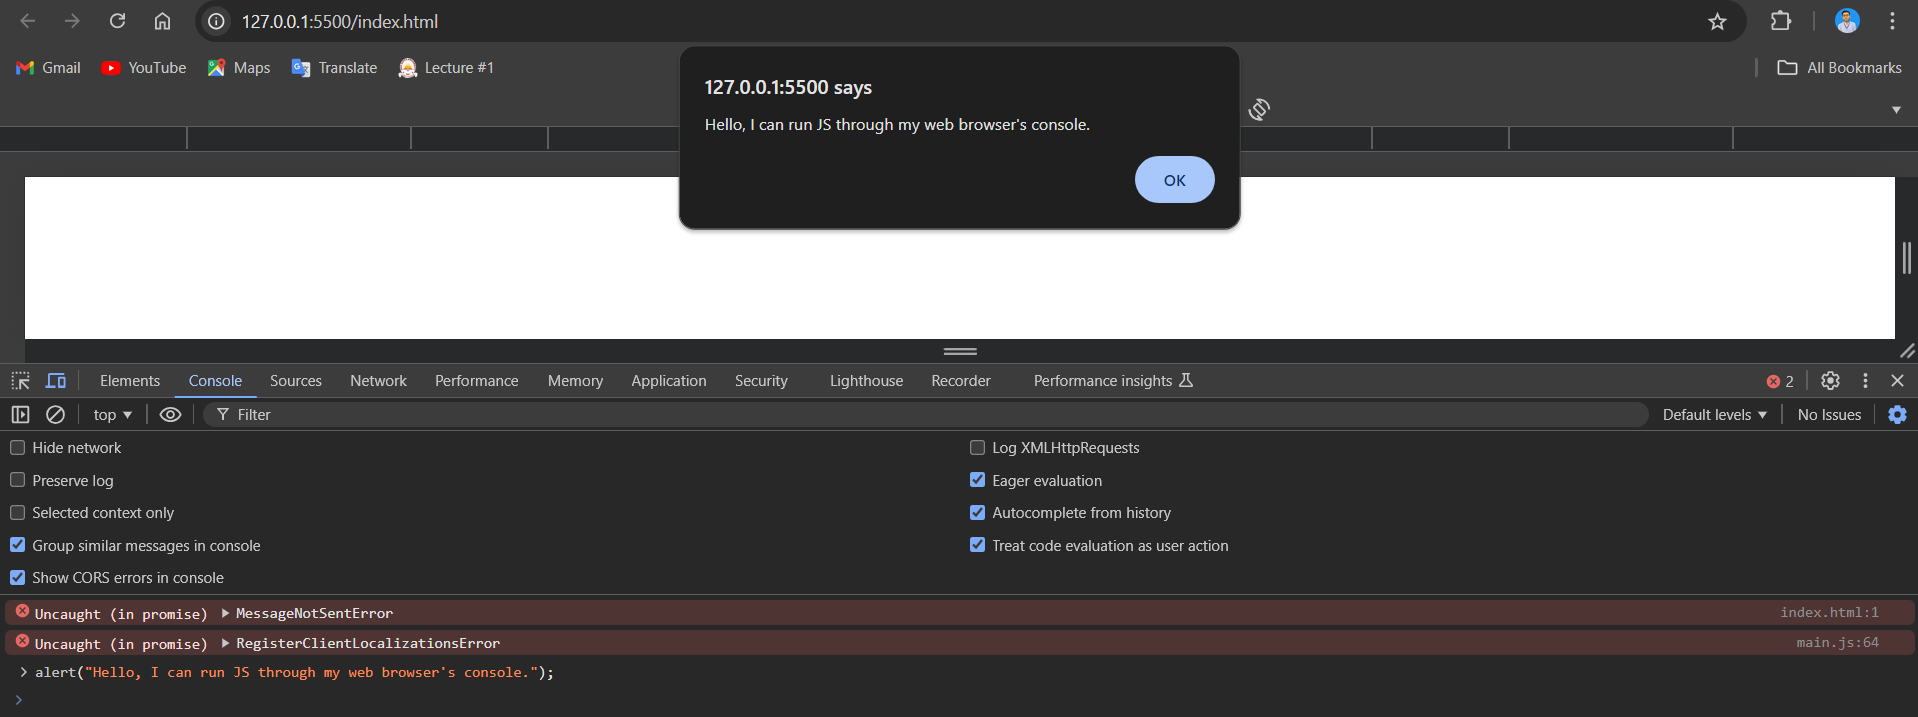 127.0.0.1:5500/index.html
Gmail YouTube Maps Translate Lecture #1 All Bookmarks
127.0.0.1:5500 says
Hello, I can run JS through my web browser's console.
OK
Elements Console Sources Network Performance Memory Application Security Lighthouse Recorder Performance insights 2
top Filter Default levels No Issues
Hide network Log XMLHttpRequests
Preserve log Eager evaluation
Selected context only Autocomplete from history
Group similar messages in console Treat code evaluation as user action
Show CORS errors in console
Uncaught (in promise) MessageNotSentError index.html:1
Uncaught (in promise) RegisterClientLocalizationsError main.js:64
alert("Hello, I can run JS through my web browser's console.");